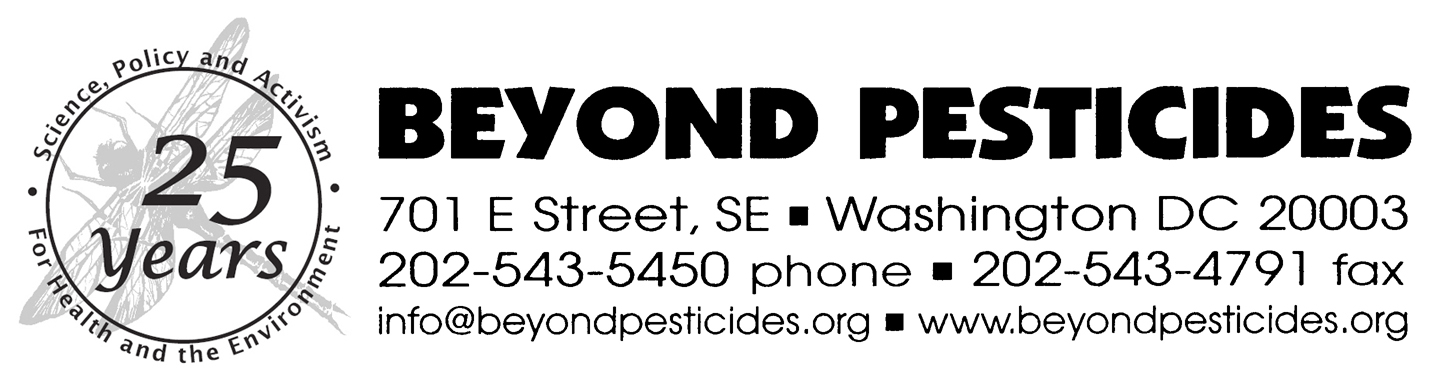 Science, Policy and Activism
25
Years
For Health and the Environment
BEYOND PESTICIDES
701 E Street, SE ■ Washington DC 20003
202-543-5450 phone ■ 202-543-4791 fax
info@beyondpesticides.org ■ www.beyondpesticides.org